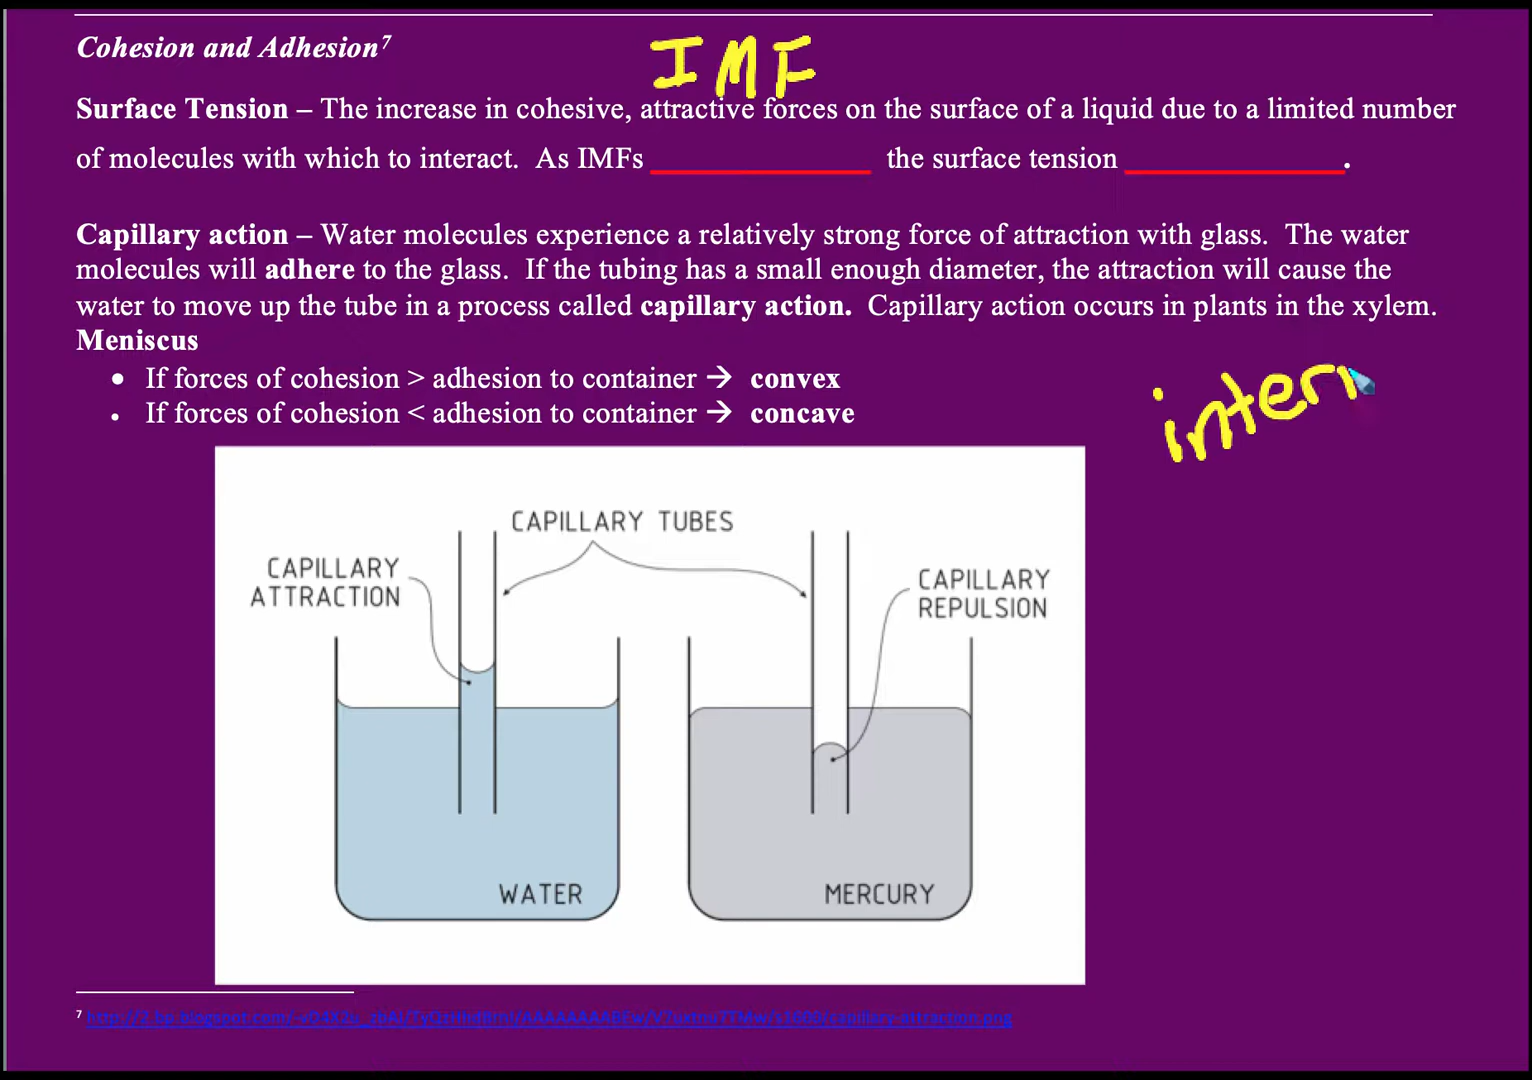 Cohesion and Adhesion7
IMF
Surface Tension – The increase in cohesive, attractive forces on the surface of a liquid due to a limited number
of molecules with which to interact. As IMFs ____________ the surface tension ____________.
Capillary action – Water molecules experience a relatively strong force of attraction with glass. The water
molecules will adhere to the glass. If the tubing has a small enough diameter, the attraction will cause the
water to move up the tube in a process called capillary action. Capillary action occurs in plants in the xylem.
Meniscus
• If forces of cohesion > adhesion to container → convex
• If forces of cohesion < adhesion to container → concave
inter
CAPILLARY TUBES
CAPILLARY
ATTRACTION
CAPILLARY
REPULSION
WATER
MERCURY
7